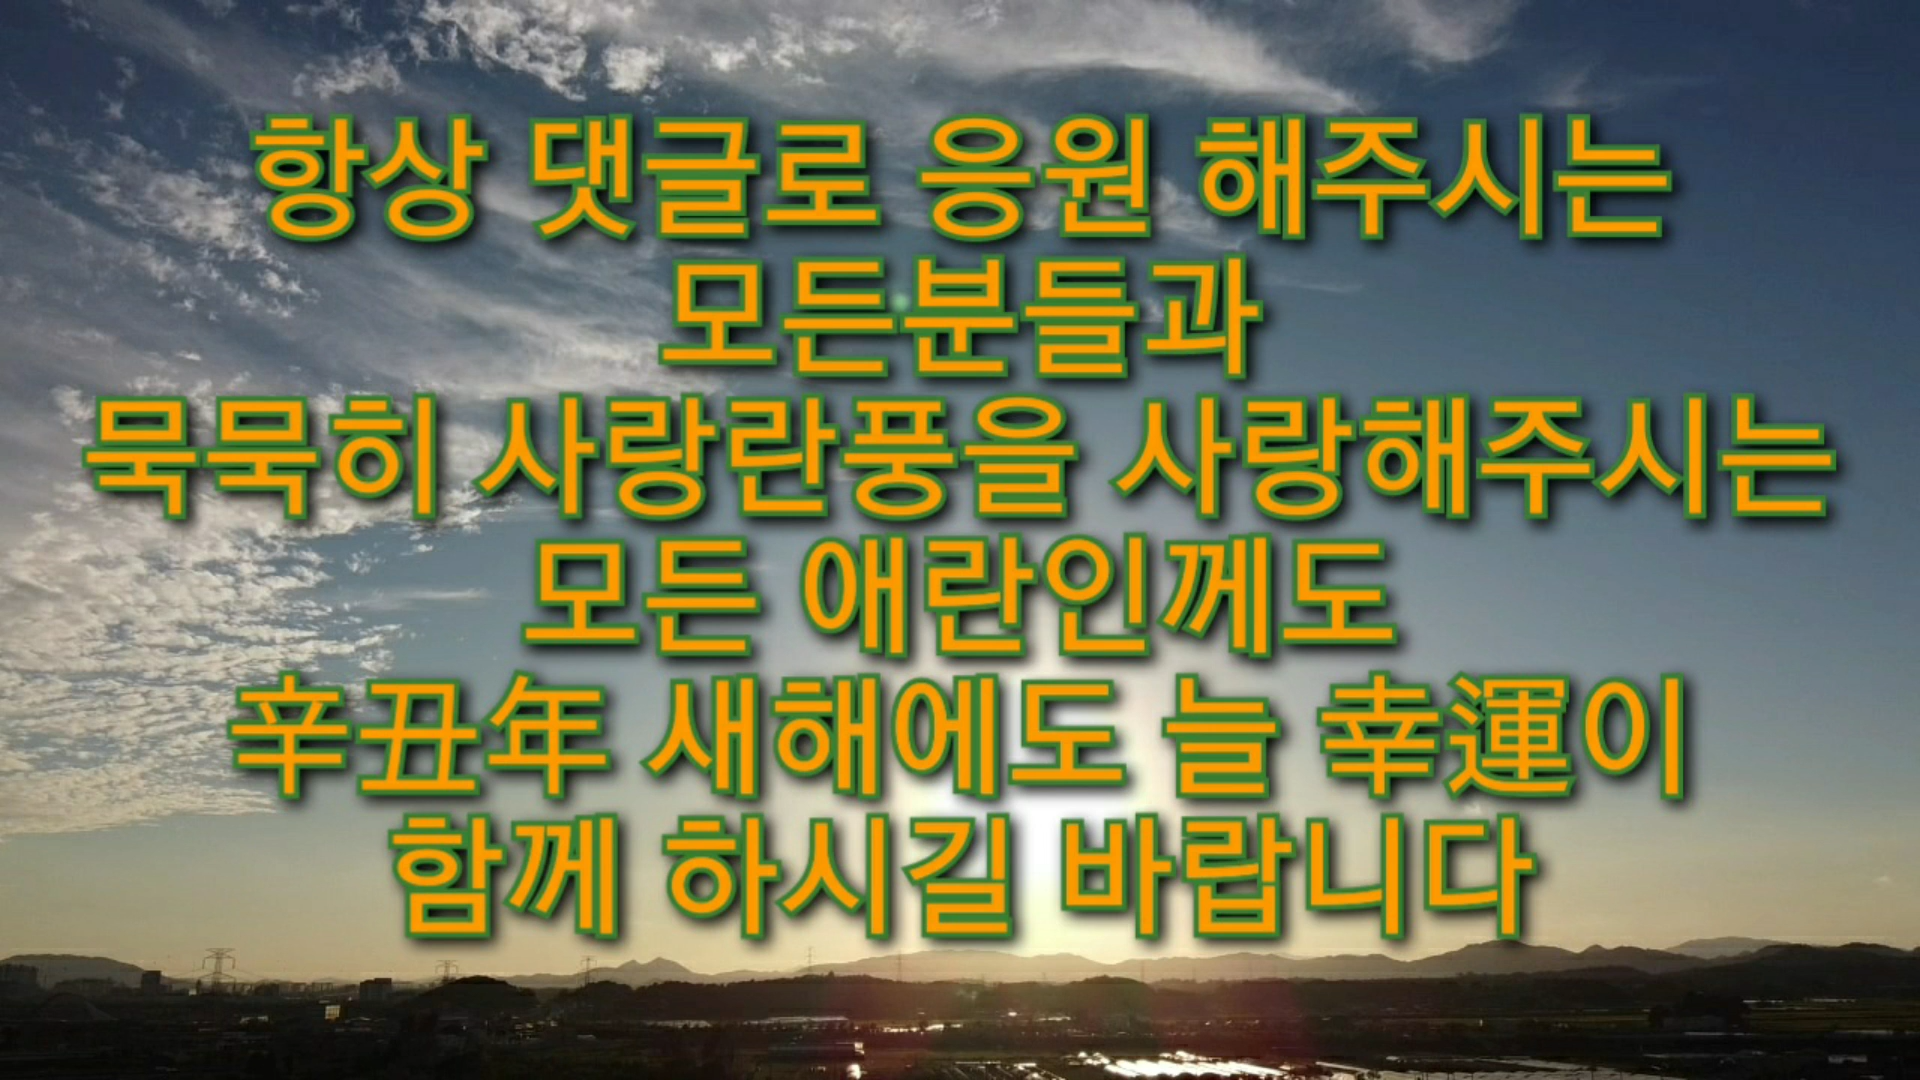 항상 댓글로 응원 해주시는
모든분들과
묵묵히 사랑란풍을 사랑해주시는
모든 애란인께도
辛丑年 새해에도 늘 幸運이
함께 하시길 바랍니다